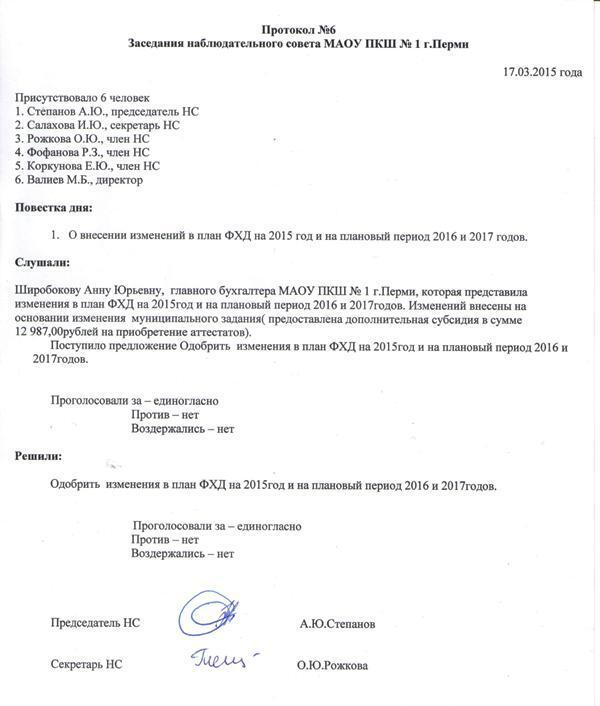 Протокол №6
Заседания наблюдательного совета МАОУ ПКШ № 1 г.Перми
17.03.2015 года
Присутствовало 6 человек
1. Степанов А.Ю., председатель НС
2. Салахова И.Ю., секретарь НС
3. Рожкова О.Ю., член НС
4. Фофанова Р.З., член НС
5. Коркунова Е.Ю., член НС
6. Валиев М.Б., директор
Повестка дня:
1. О внесении изменений в план ФХД на 2015 год и на плановый период 2016 и 2017 годов.
Слушали:
Широбокову Анну Юрьевну, главного бухгалтера МАОУ ПКШ № 1 г.Перми, которая представила
изменения в план ФХД на 2015год и на плановый период 2016 и 2017годов. Изменений внесены на
основании изменения муниципального задания( предоставлена дополнительная субсидия в сумме
12 987,00рублей на приобретение аттестатов).
Поступило предложение Одобрить изменения в план ФХД на 2015год и на плановый период 2016 и
2017годов.
Проголосовали за – единогласно
Против – нет
Воздержались – нет
Решили:
Одобрить изменения в план ФХД на 2015год и на плановый период 2016 и 2017годов.
Проголосовали за – единогласно
Против – нет
Воздержались – нет
Председатель НС А.Ю.Степанов
Секретарь НС О.Ю.Рожкова